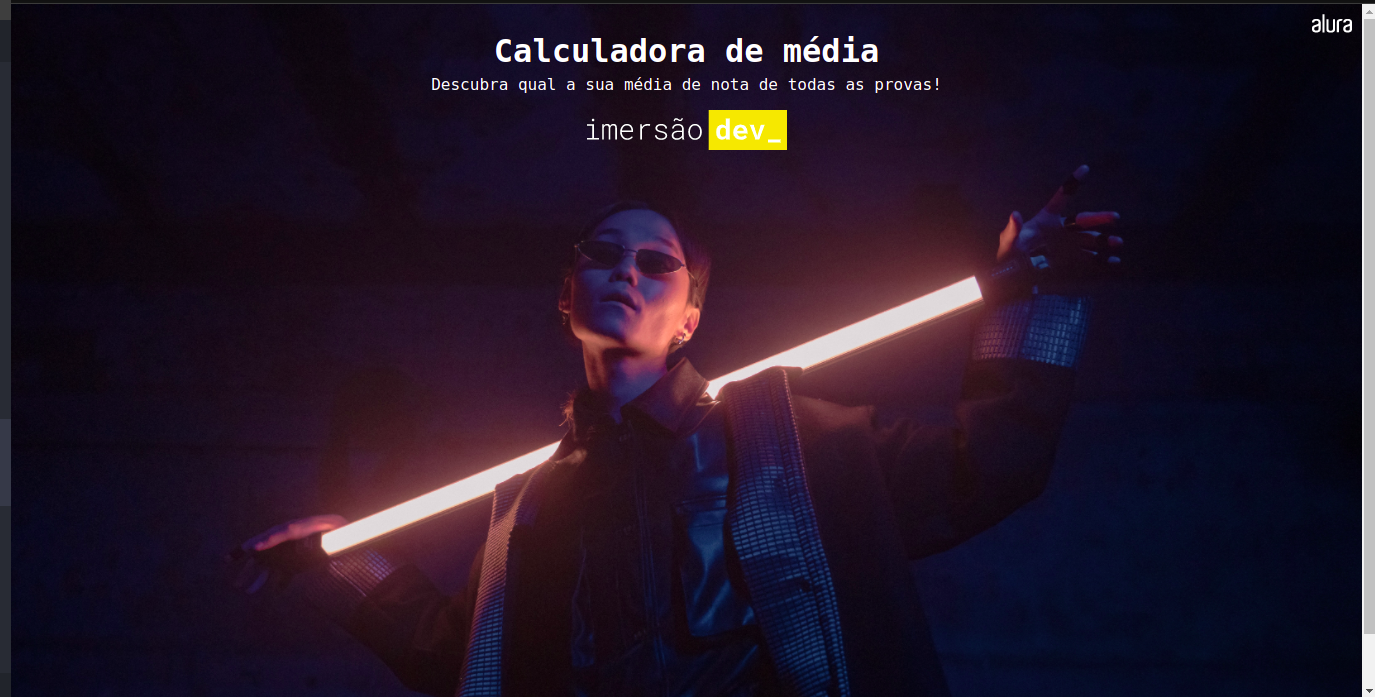 alura
Calculadora de média
Descubra qual a sua média de nota de todas as provas!
imersão dev_